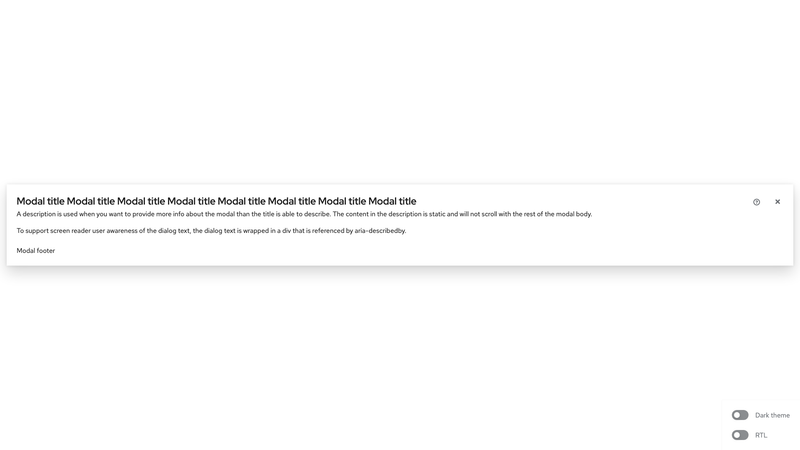 Modal title Modal title Modal title Modal title Modal title Modal title Modal title Modal title
A description is used when you want to provide more info about the modal than the title is able to describe. The content in the description is static and will not scroll with the rest of the modal body.
To support screen reader user awareness of the dialog text, the dialog text is wrapped in a div that is referenced by aria-describedby.
Modal footer
Dark theme
RTL